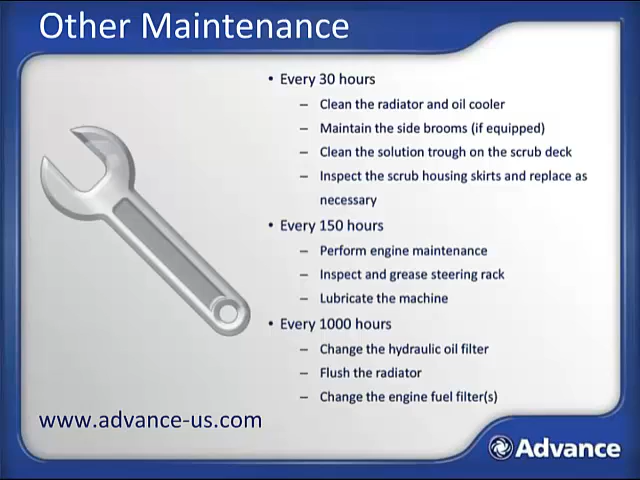 Other Maintenance
• Every 30 hours
– Clean the radiator and oil cooler
– Maintain the side brooms (if equipped)
– Clean the solution trough on the scrub deck
– Inspect the scrub housing skirts and replace as
necessary
• Every 150 hours
– Perform engine maintenance
– Inspect and grease steering rack
– Lubricate the machine
• Every 1000 hours
– Change the hydraulic oil filter
– Flush the radiator
– Change the engine fuel filter(s)
www.advance-us.com
Advance